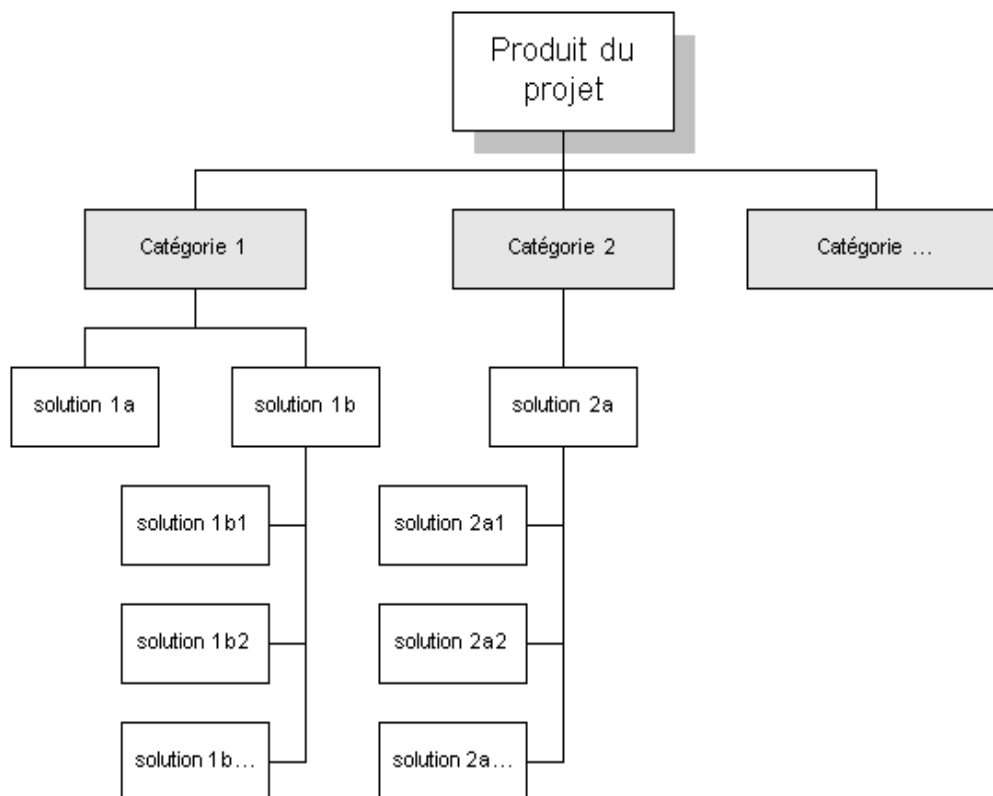 Produit du
projet
Catégorie 1
Catégorie 2
Catégorie ...
solution 1a
solution 1b
solution 2a
solution 1b1
solution 2a1
solution 1b2
solution 2a2
solution 1b...
solution 2a...